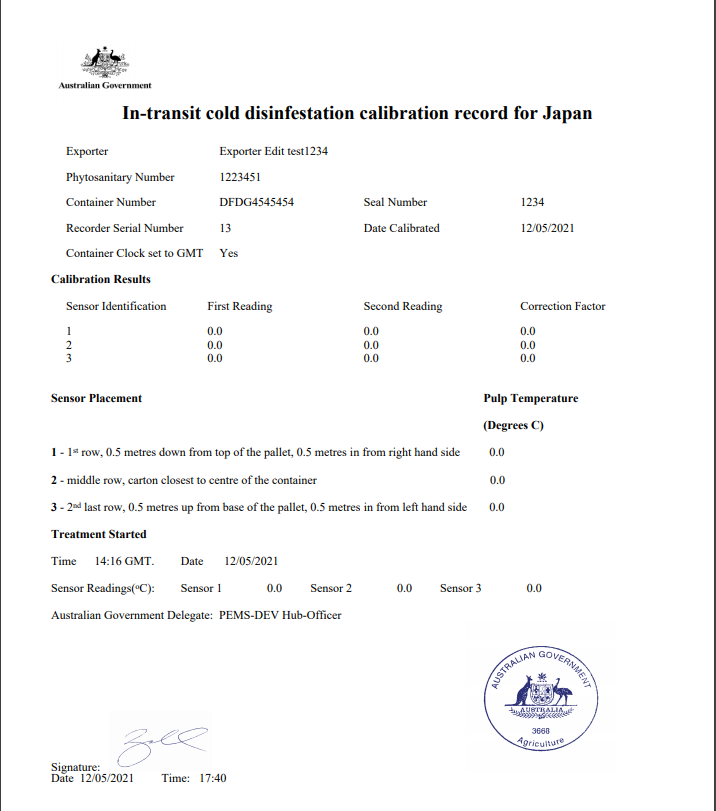 Australian Government
In-transit cold disinfestation calibration record for Japan
Exporter Exporter Edit test1234
Phytosanitary Number 1223451
Container Number DFDG4545454 Seal Number 1234
Recorder Serial Number 13 Date Calibrated 12/05/2021
Container Clock set to GMT Yes
Calibration Results
Sensor Identification First Reading Second Reading Correction Factor
1 0.0 0.0 0.0
2 0.0 0.0 0.0
3 0.0 0.0 0.0
Sensor Placement Pulp Temperature
(Degrees C)
1 - 1st row, 0.5 metres down from top of the pallet, 0.5 metres in from right hand side 0.0
2 - middle row, carton closest to centre of the container 0.0
3 - 2nd last row, 0.5 metres up from base of the pallet, 0.5 metres in from left hand side 0.0
Treatment Started
Time 14:16 GMT. Date 12/05/2021
Sensor Readings(°C): Sensor 1 0.0 Sensor 2 0.0 Sensor 3 0.0
Australian Government Delegate: PEMS-DEV Hub-Officer
AUSTRALIAN GOVERNMENT
AUSTRALIA
3668
Agriculture
Signature:
Date 12/05/2021 Time: 17:40